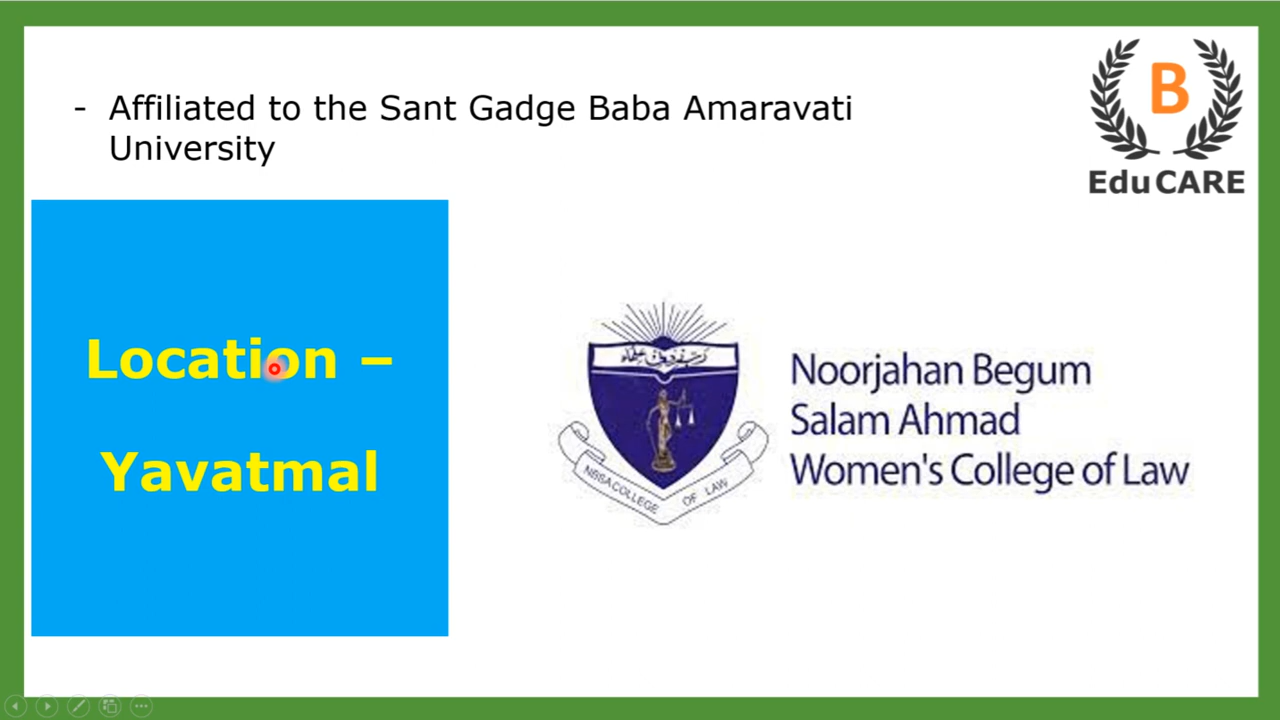 - Affiliated to the Sant Gadge Baba Amaravati
University
B
EduCARE
Location –
Yavatmal
NBSA COLLEGE OF LAW
Noorjahan Begum
Salam Ahmad
Women's College of Law